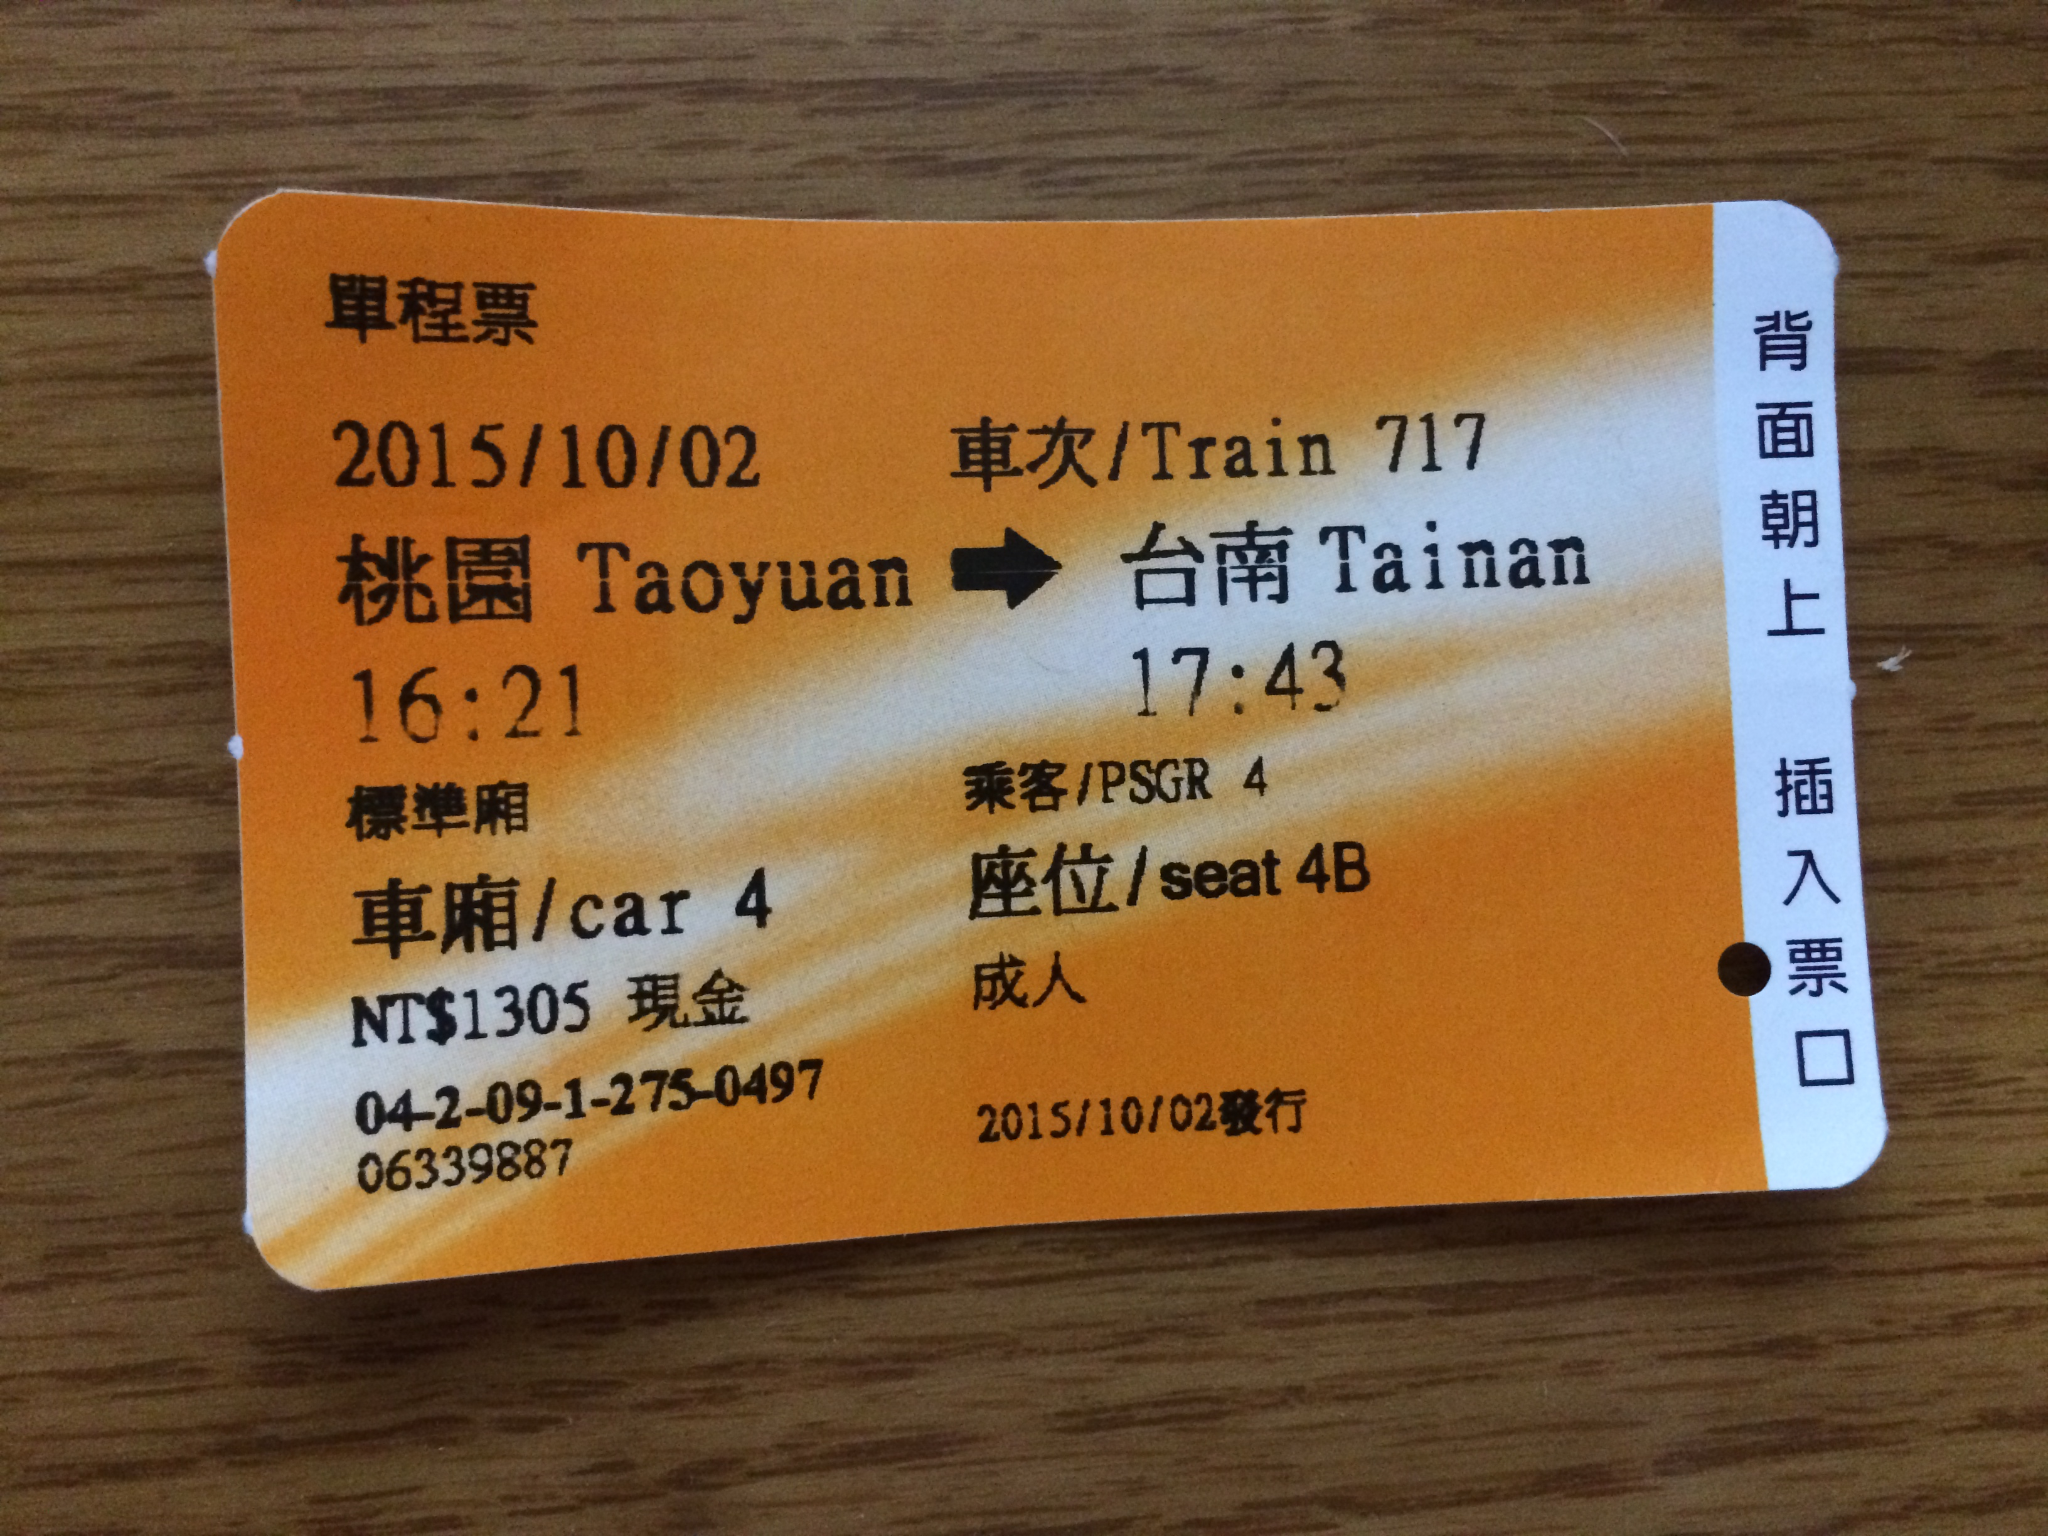 單程票
2015/10/02 車次/Train 717
桃園 Taoyuan ➡ 台南 Tainan
16:21 17:43
標準廂 乘客/PSGR 4
車廂/car 4 座位/seat 4B
NT$1305 現金 成人
04-2-09-1-275-0497
06339887 2015/10/02發行
背面朝上 插入票口